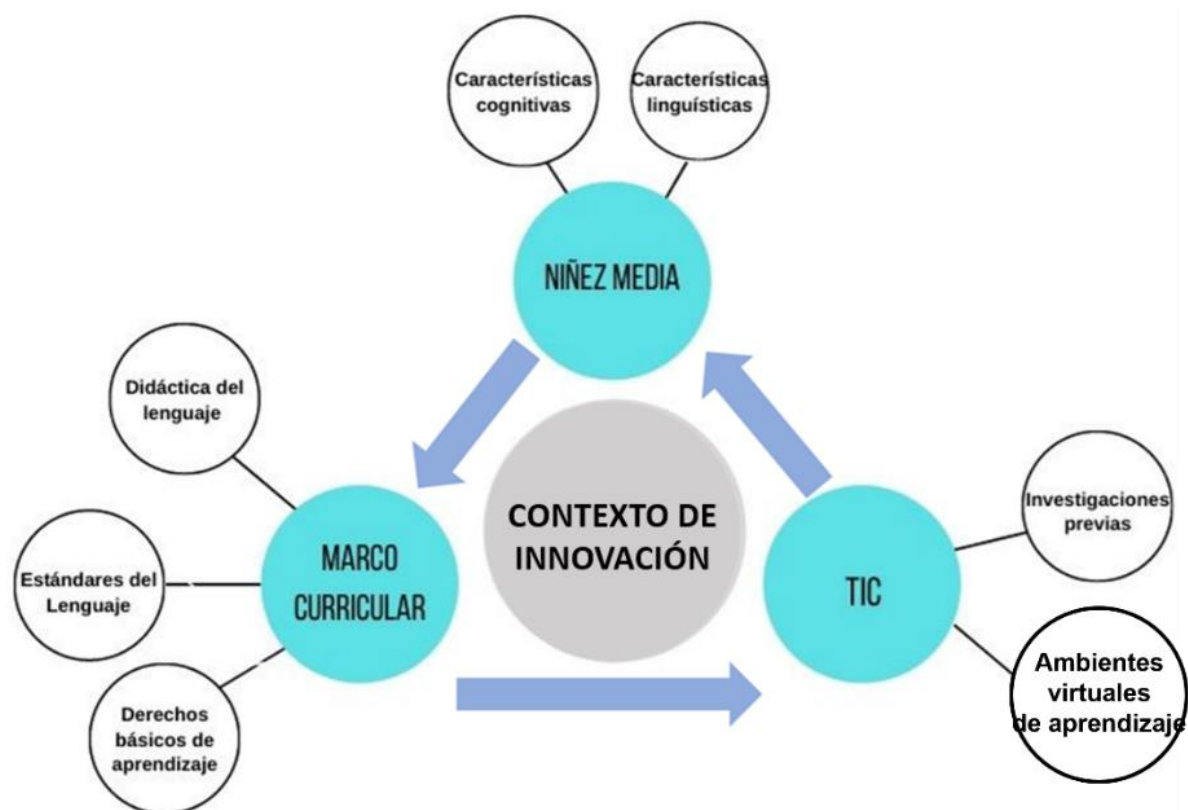 Características
cognitivas
Características
linguísticas
NIÑEZ MEDIA
Didáctica del
lenguaje
Estándares del
Lenguaje
Derechos
básicos de
aprendizaje
MARCO
CURRICULAR
CONTEXTO DE
INNOVACIÓN
TIC
Investigaciones
previas
Ambientes
virtuales
de aprendizaje